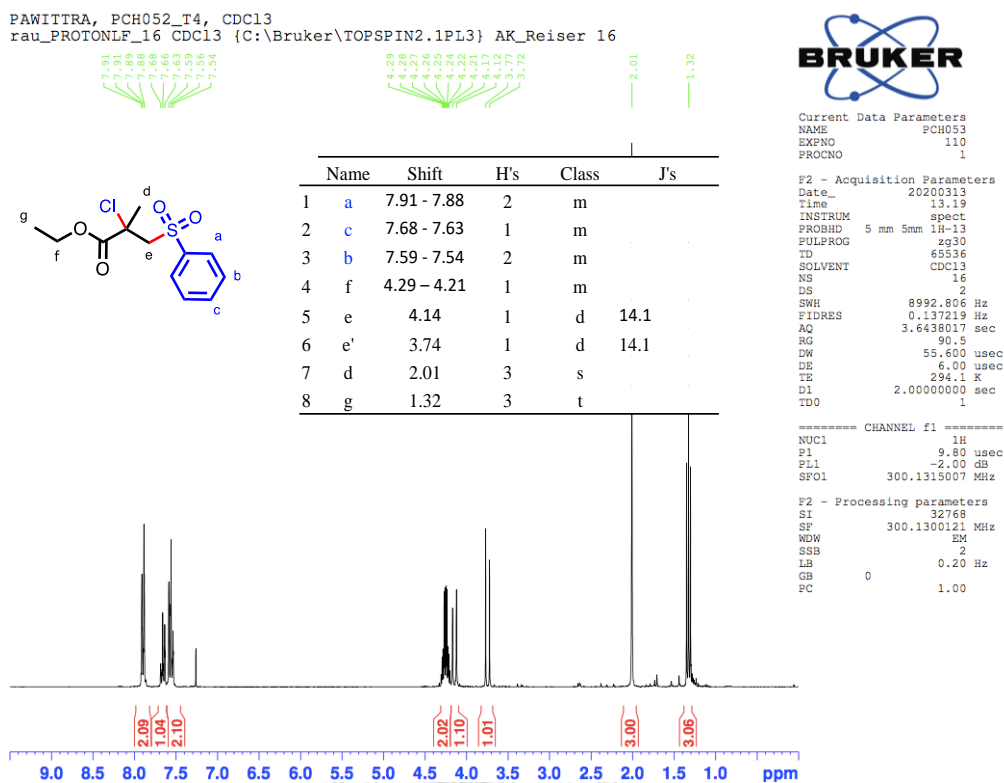 PAWITTRA, PCH052_T4, CDCl3
rau_PROTONLF_16 CDCl3 {C:\Bruker\TOPSPIN2.1PL3} AK_Reiser 16
7.91
7.91
7.89
7.88
7.68
7.66
7.63
7.59
7.56
7.54
4.29
4.28
4.27
4.26
4.25
4.24
4.22
4.21
4.17
4.12
3.77
3.72
2.01
1.32
BRUKER
Current Data Parameters
NAME PCH053
EXPNO 110
PROCNO 1
F2 - Acquisition Parameters
Date_ 20200313
Time 13.19
INSTRUM spect
PROBHD 5 mm 5mm 1H-13
PULPROG zg30
TD 65536
SOLVENT CDCl3
NS 16
DS 2
SWH 8992.806 Hz
FIDRES 0.137219 Hz
AQ 3.6438017 sec
RG 90.5
DW 55.600 usec
DE 6.00 usec
TE 294.1 K
D1 2.00000000 sec
TD0 1
======== CHANNEL f1 ========
NUC1 1H
P1 9.80 usec
PL1 -2.00 dB
SFO1 300.1315007 MHz
F2 - Processing parameters
SI 32768
SF 300.1300121 MHz
WDW EM
SSB 2
LB 0.20 Hz
GB 0
PC 1.00
Name Shift H's Class J's
1 a 7.91 - 7.88 2 m
2 c 7.68 - 7.63 1 m
3 b 7.59 - 7.54 2 m
4 f 4.29 – 4.21 1 m
5 e 4.14 1 d 14.1
6 e' 3.74 1 d 14.1
7 d 2.01 3 s
8 g 1.32 3 t
d
Cl
O
O
g
O
S
a
f
O
e
b
c
2.09
1.04
2.10
2.02
1.10
1.01
3.00
3.06
9.0 8.5 8.0 7.5 7.0 6.5 6.0 5.5 5.0 4.5 4.0 3.5 3.0 2.5 2.0 1.5 1.0 ppm